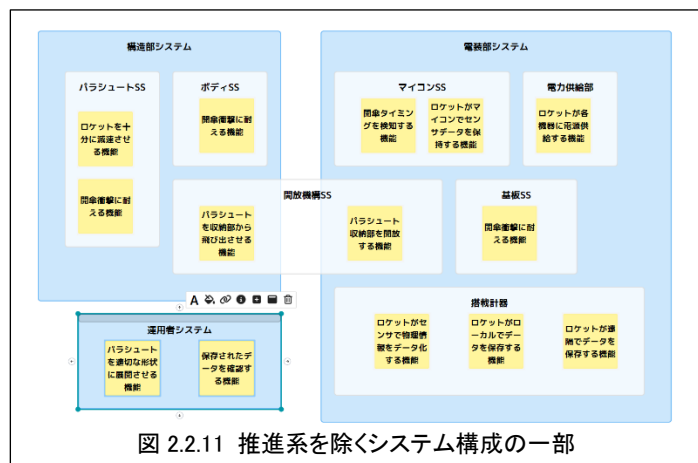 構造部システム
パラシュートSS
ロケットを十
分に減速させ
る機能
開傘衝撃に耐
える機能
ボディSS
開傘衝撃に耐
える機能
電装部システム
マイコンSS
開傘タイミン
グを検知する
機能
ロケットがマ
イコンでセン
サデータを保
持する機能
電力供給部
ロケットが各
機器に電源供
給する機能
開放機構SS
パラシュート
を収納部から
飛び出させる
機能
パラシュート
収納部を開放
する機能
基板SS
開傘衝撃に耐
える機能
搭載計器
ロケットがセ
ンサで物理情
報をデータ化
する機能
ロケットがロ
ーカルでデー
タを保存する
機能
ロケットが遠
隔でデータを
保存する機能
A
運用者システム
パラシュート
を適切な形状
に展開させる
機能
保存されたデ
ータを確認す
る機能
図 2.2.11 推進系を除くシステム構成の一部